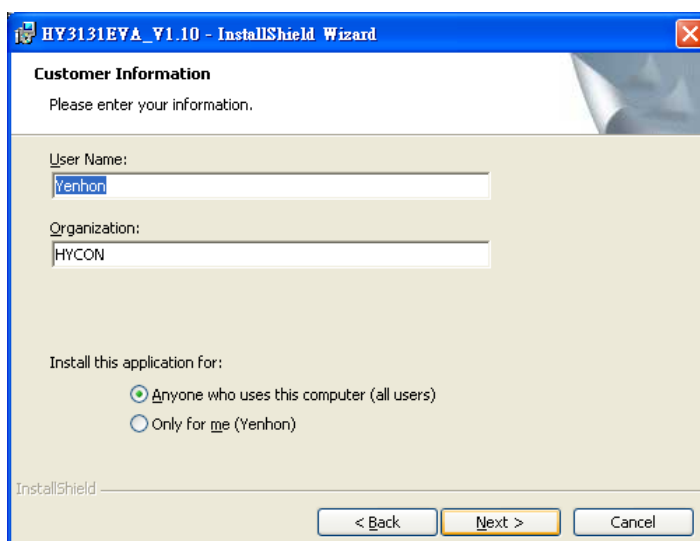 HY3131EVA_V1.10 - InstallShield Wizard
Customer Information
Please enter your information.
User Name:
Yenhon
Organization:
HYCON
Install this application for:
Anyone who uses this computer (all users)
Only for me (Yenhon)
InstallShield
< Back Next > Cancel